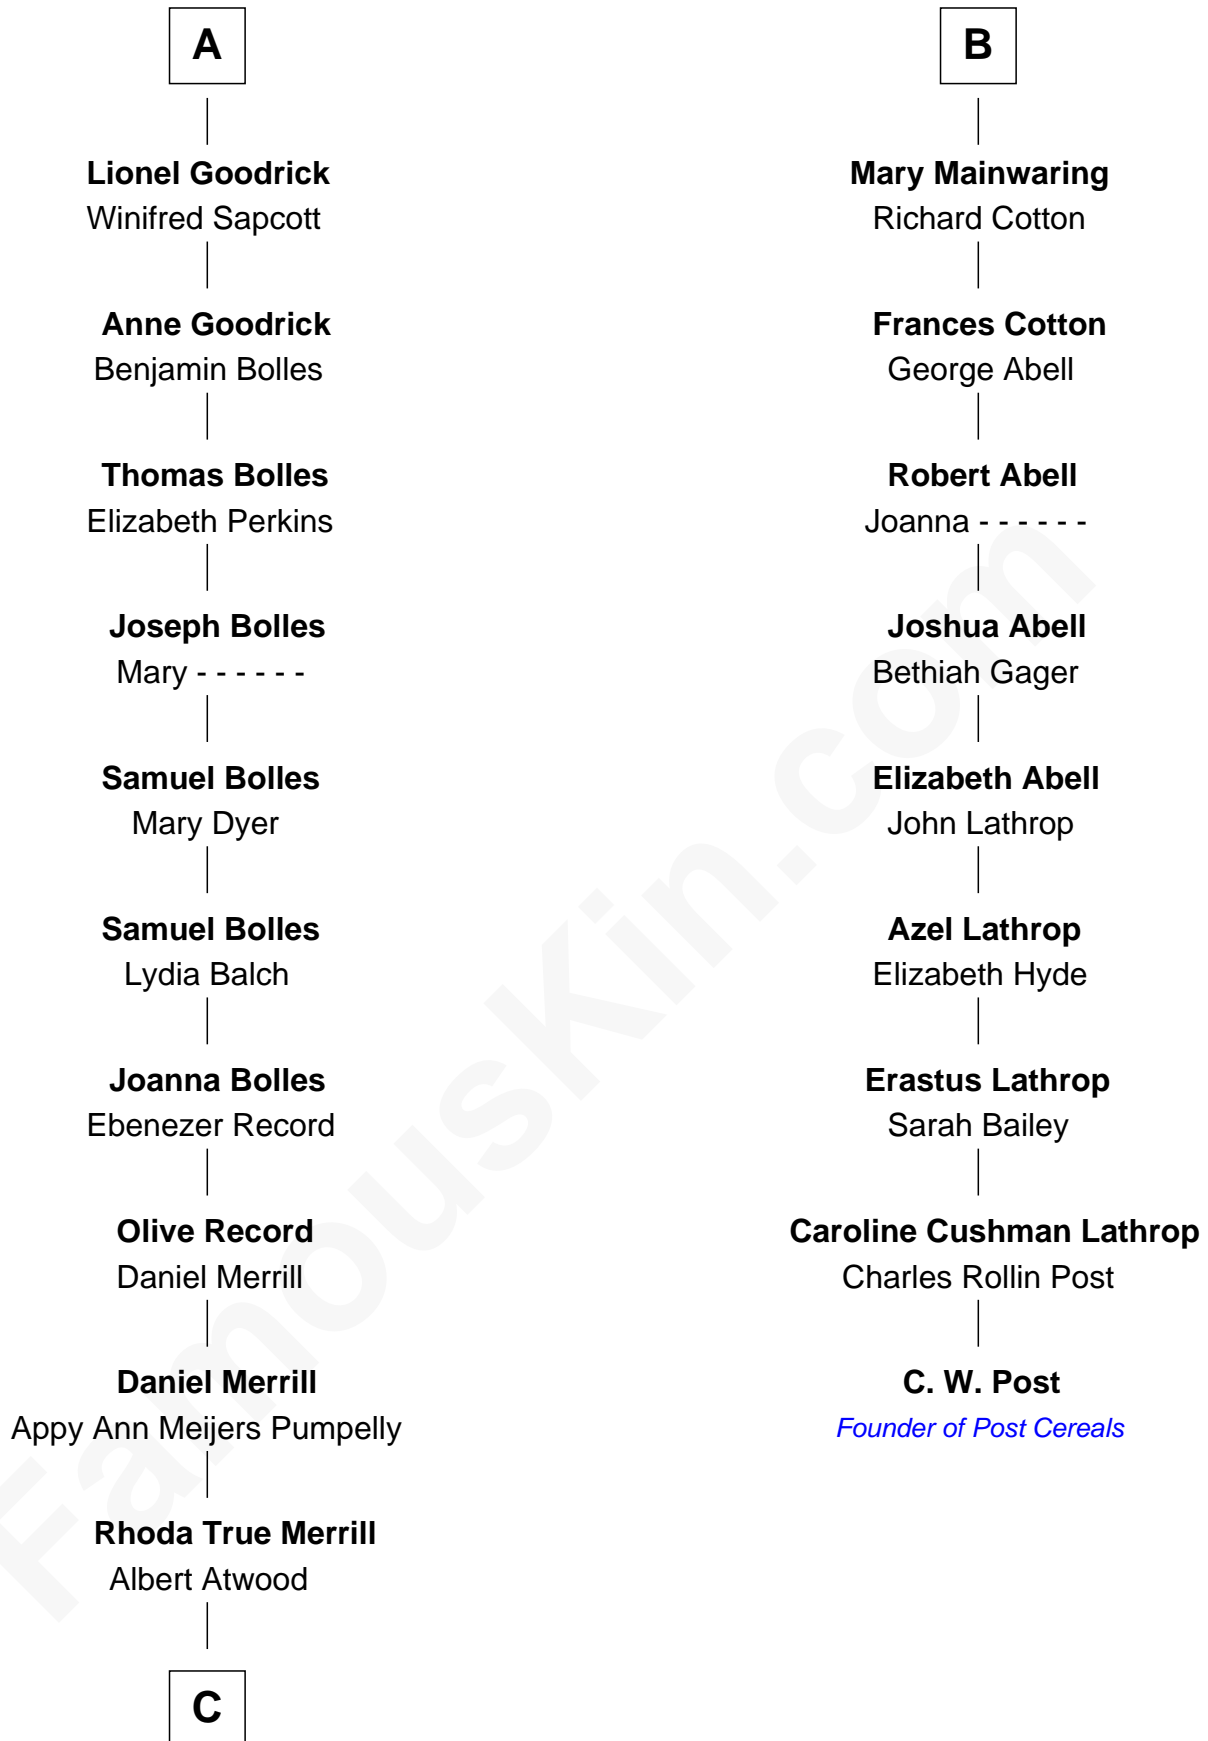 A
Lionel Goodrick
Winifred Sapcott
Anne Goodrick
Benjamin Bolles
Thomas Bolles
Elizabeth Perkins
Joseph Bolles
Mary - - - - - -
Samuel Bolles
Mary Dyer
Samuel Bolles
Lydia Balch
Joanna Bolles
Ebenezer Record
Olive Record
Daniel Merrill
Daniel Merrill
Appy Ann Meijers Pumpelly
Rhoda True Merrill
Albert Atwood
C
B
Mary Mainwaring
Richard Cotton
Frances Cotton
George Abell
Robert Abell
Joanna - - - - - -
Joshua Abell
Bethiah Gager
Elizabeth Abell
John Lathrop
Azel Lathrop
Elizabeth Hyde
Erastus Lathrop
Sarah Bailey
Caroline Cushman Lathrop
Charles Rollin Post
C. W. Post
Founder of Post Cereals
FamousKin.com